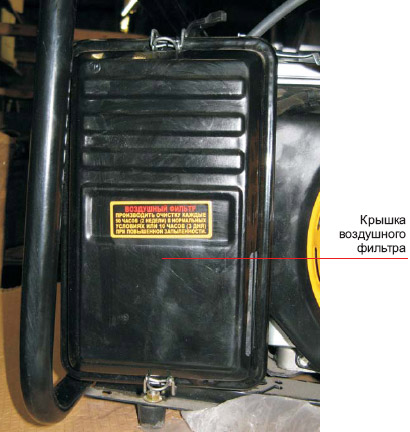 ВОЗДУШНЫЙ ФИЛЬТР
ПРОИЗВОДИТЬ ОЧИСТКУ КАЖДЫЕ
50 ЧАСОВ (2 НЕДЕЛИ) В НОРМАЛЬНЫХ
УСЛОВИЯХ ИЛИ 10 ЧАСОВ (3 ДНЯ)
ПРИ ПОВЫШЕННОЙ ЗАПЫЛЕННОСТИ.
Крышка
воздушного
фильтра